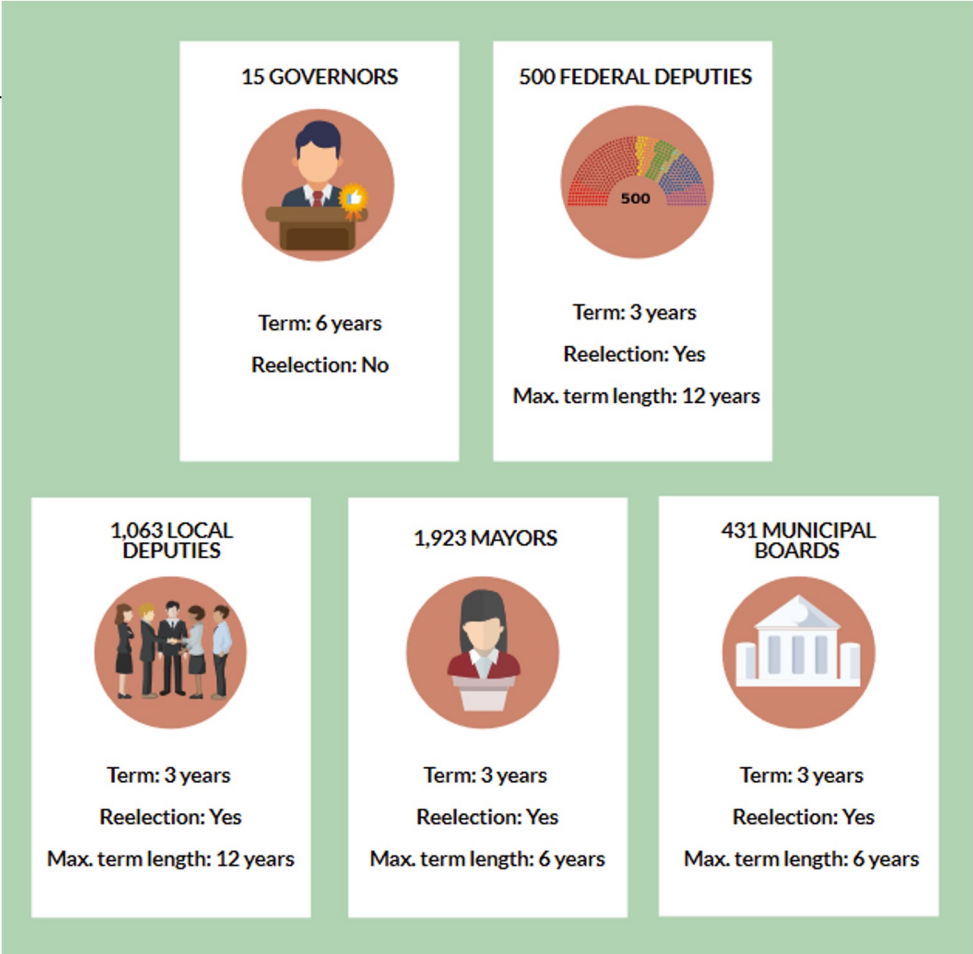 15 GOVERNORS
Term: 6 years
Reelection: No
500 FEDERAL DEPUTIES
500
Term: 3 years
Reelection: Yes
Max. term length: 12 years
1,063 LOCAL
DEPUTIES
Term: 3 years
Reelection: Yes
Max. term length: 12 years
1,923 MAYORS
Term: 3 years
Reelection: Yes
Max. term length: 6 years
431 MUNICIPAL
BOARDS
Term: 3 years
Reelection: Yes
Max. term length: 6 years